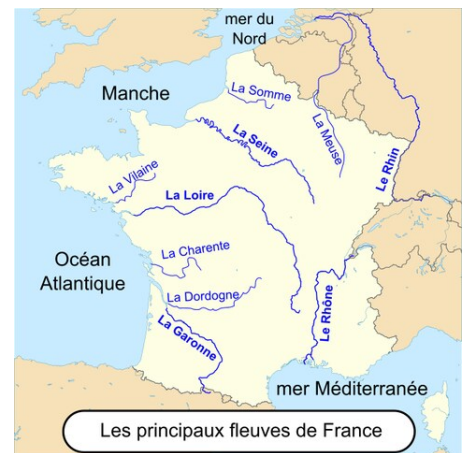 mer du
Nord
Manche
La Somme
La Seine
La Meuse
Le Rhin
La Vilaine
La Loire
Océan
Atlantique
La Charente
La Dordogne
La Garonne
Le Rhône
mer Méditerranée
Les principaux fleuves de France